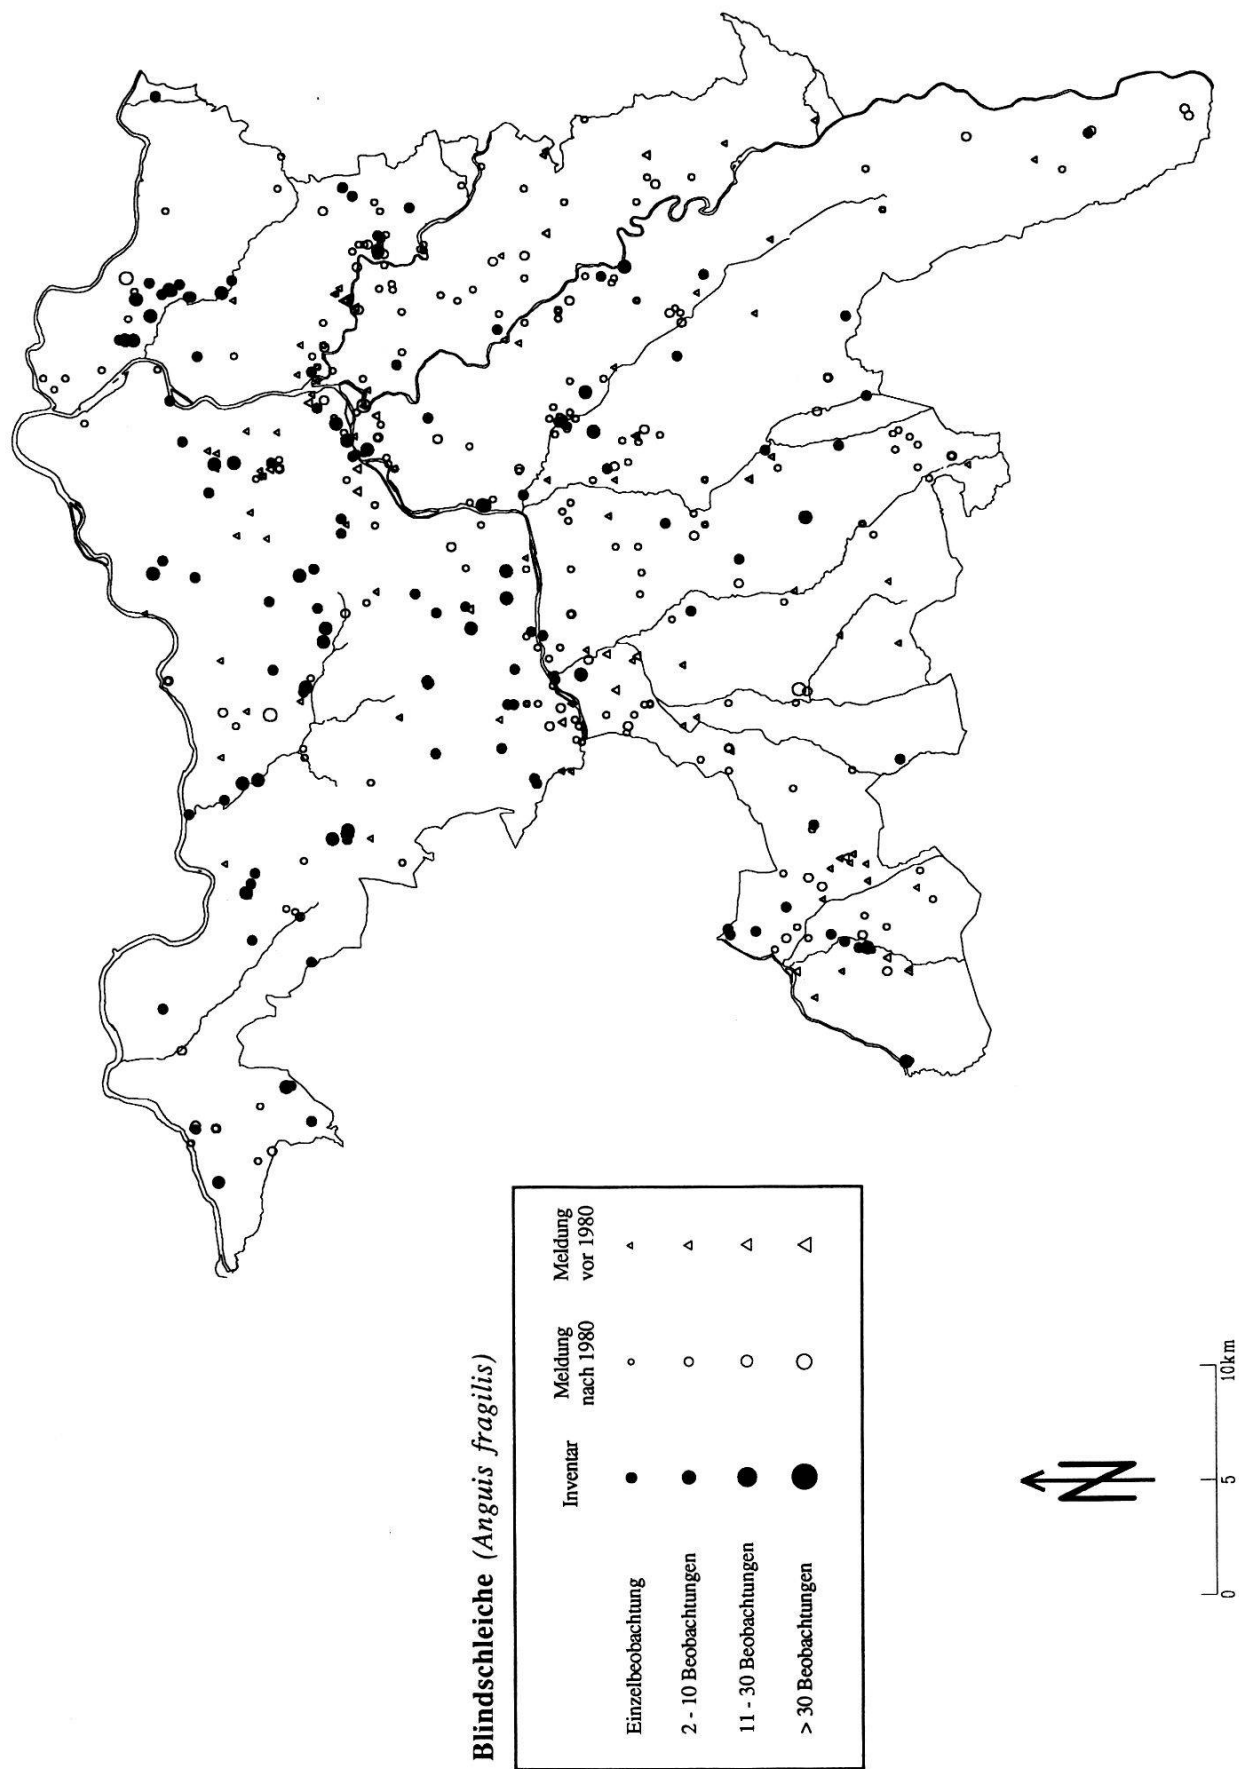 Blindschleiche (Anguis fragilis)
Inventar
Meldung
nach 1980
Meldung
vor 1980
Einzelbeobachtung
2 - 10 Beobachtungen
11 - 30 Beobachtungen
> 30 Beobachtungen
N
0 5 10km